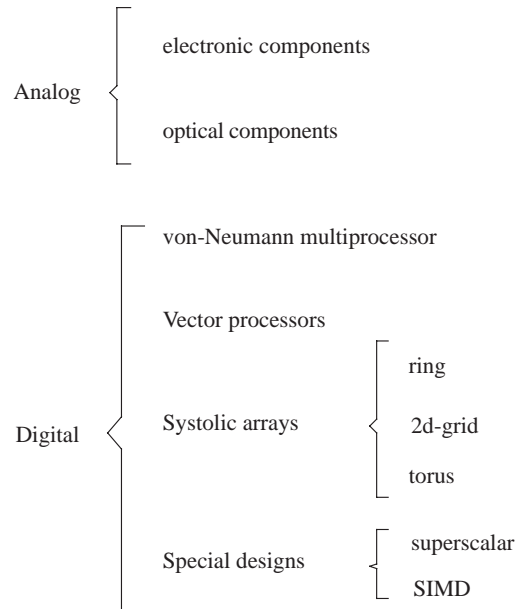 electronic components
Analog
optical components
von-Neumann multiprocessor
Vector processors
ring
Systolic arrays
2d-grid
Digital
torus
superscalar
Special designs
SIMD